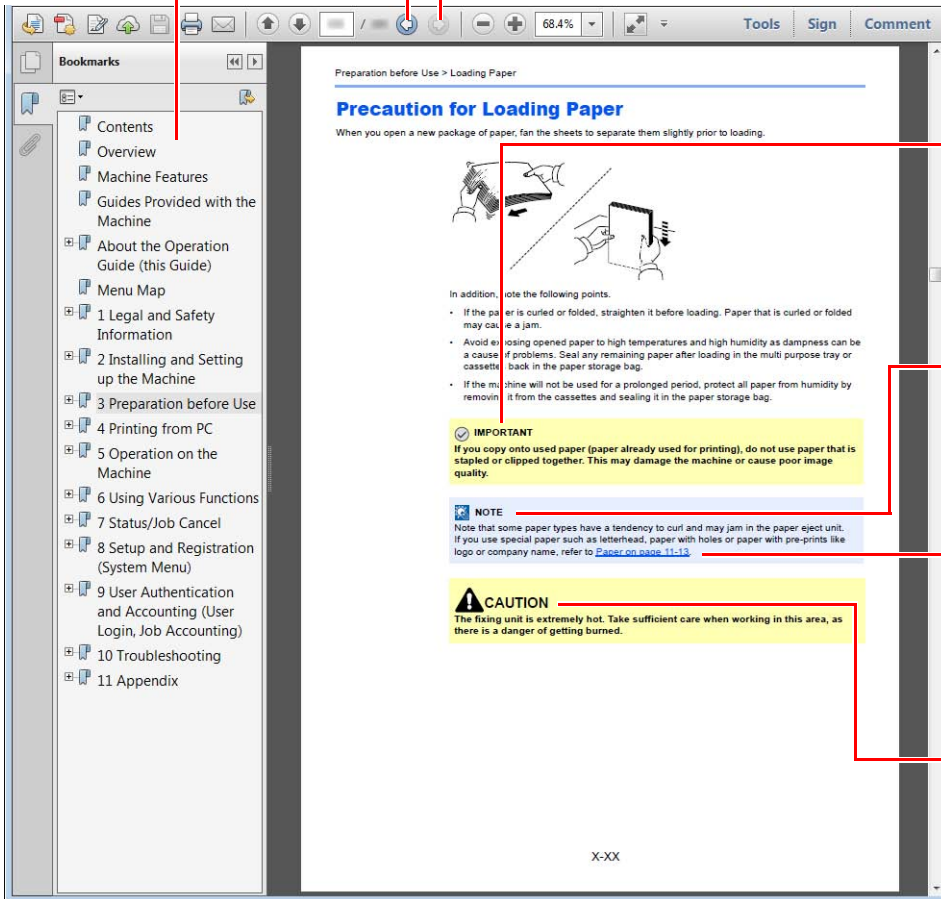 / 68.4% Tools Sign Comment
Bookmarks
Contents
Overview
Machine Features
Guides Provided with the
Machine
About the Operation
Guide (this Guide)
Menu Map
1 Legal and Safety
Information
2 Installing and Setting
up the Machine
3 Preparation before Use
4 Printing from PC
5 Operation on the
Machine
6 Using Various Functions
7 Status/Job Cancel
8 Setup and Registration
(System Menu)
9 User Authentication
and Accounting (User
Login, Job Accounting)
10 Troubleshooting
11 Appendix
Preparation before Use > Loading Paper
Precaution for Loading Paper
When you open a new package of paper, fan the sheets to separate them slightly prior to loading.
In addition, note the following points.
• If the paper is curled or folded, straighten it before loading. Paper that is curled or folded
may cause a jam.
• Avoid exposing opened paper to high temperatures and high humidity as dampness can be
a cause of problems. Seal any remaining paper after loading in the multi purpose tray or
cassettes back in the paper storage bag.
• If the machine will not be used for a prolonged period, protect all paper from humidity by
removing it from the cassettes and sealing it in the paper storage bag.
IMPORTANT
If you copy onto used paper (paper already used for printing), do not use paper that is
stapled or clipped together. This may damage the machine or cause poor image
quality.
NOTE
Note that some paper types have a tendency to curl and may jam in the paper eject unit.
If you use special paper such as letterhead, paper with holes or paper with pre-prints like
logo or company name, refer to Paper on page 11-13.
CAUTION
The fixing unit is extremely hot. Take sufficient care when working in this area, as
there is a danger of getting burned.
X-XX